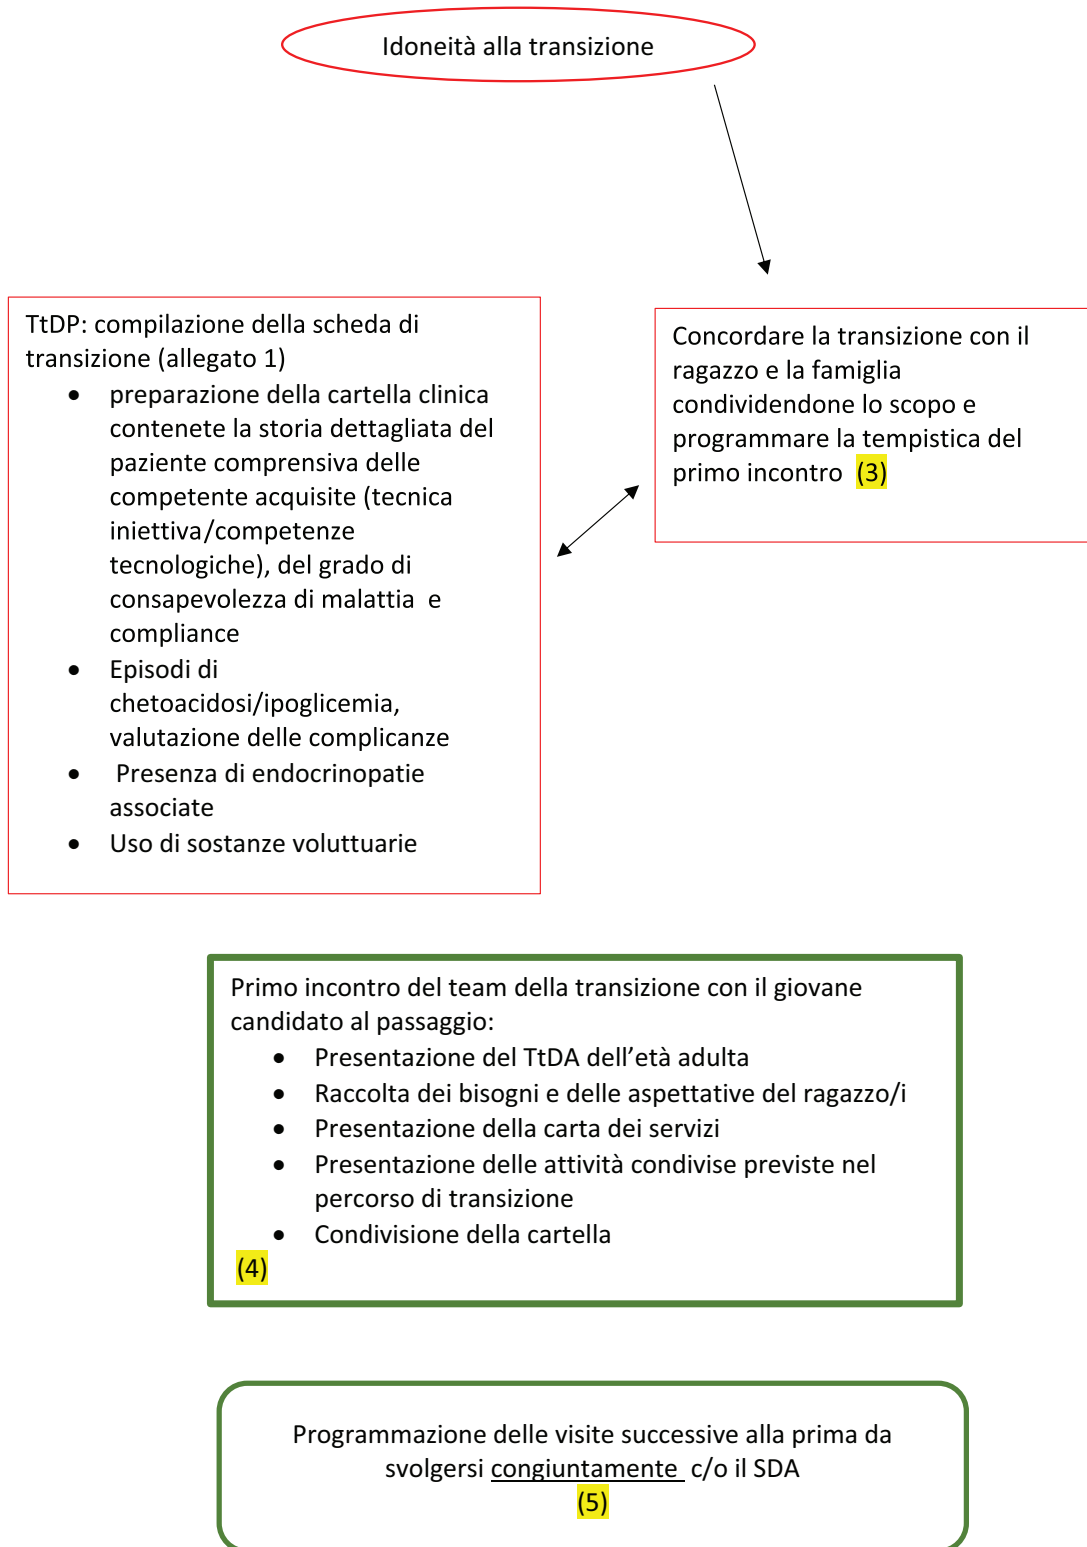 Idoneità alla transizione
TtDP: compilazione della scheda di
transizione (allegato 1)
• preparazione della cartella clinica
contenete la storia dettagliata del
paziente comprensiva delle
competente acquisite (tecnica
iniettiva/competenze
tecnologiche), del grado di
consapevolezza di malattia e
compliance
• Episodi di
chetoacidosi/ipoglicemia,
valutazione delle complicanze
• Presenza di endocrinopatie
associate
• Uso di sostanze voluttuarie
Concordare la transizione con il
ragazzo e la famiglia
condividendone lo scopo e
programmare la tempistica del
primo incontro (3)
Primo incontro del team della transizione con il giovane
candidato al passaggio:
• Presentazione del TtDA dell’età adulta
• Raccolta dei bisogni e delle aspettative del ragazzo/i
• Presentazione della carta dei servizi
• Presentazione delle attività condivise previste nel
percorso di transizione
• Condivisione della cartella
(4)
Programmazione delle visite successive alla prima da
svolgersi congiuntamente c/o il SDA
(5)